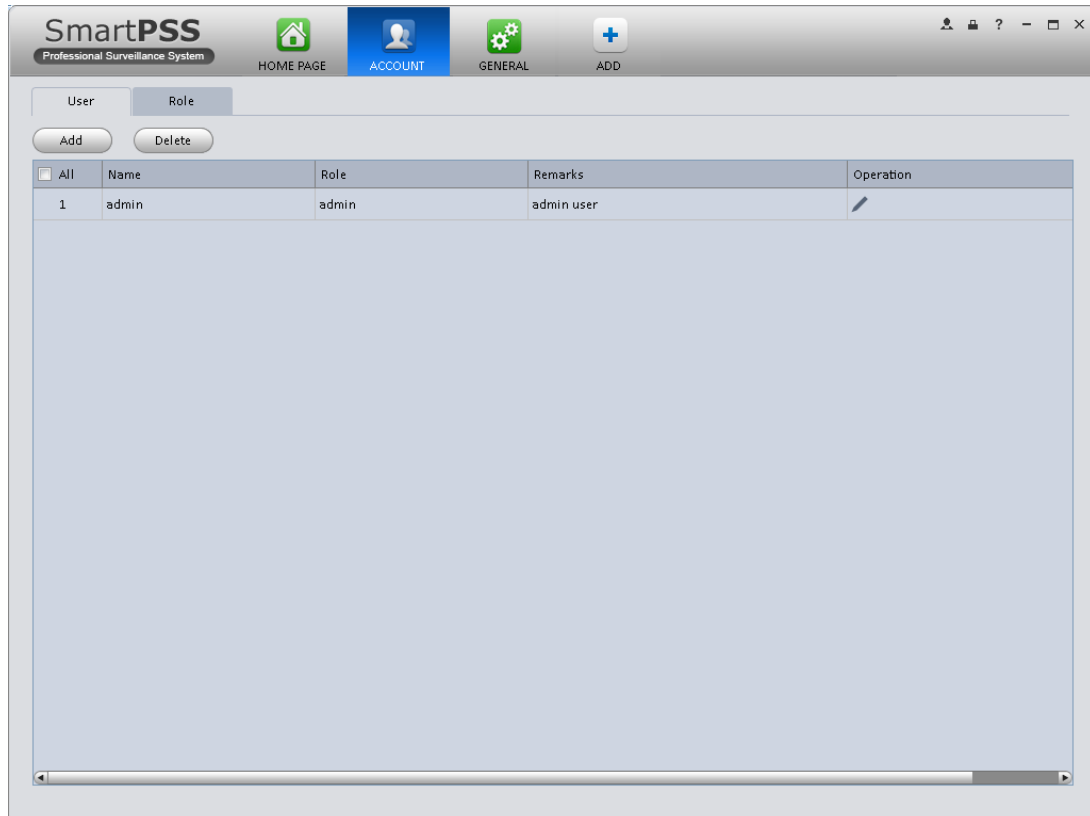 SmartPSS
Professional Surveillance System
HOME PAGE
ACCOUNT
GENERAL
ADD
?
User
Role
Add
Delete
All Name Role Remarks Operation
1 admin admin admin user